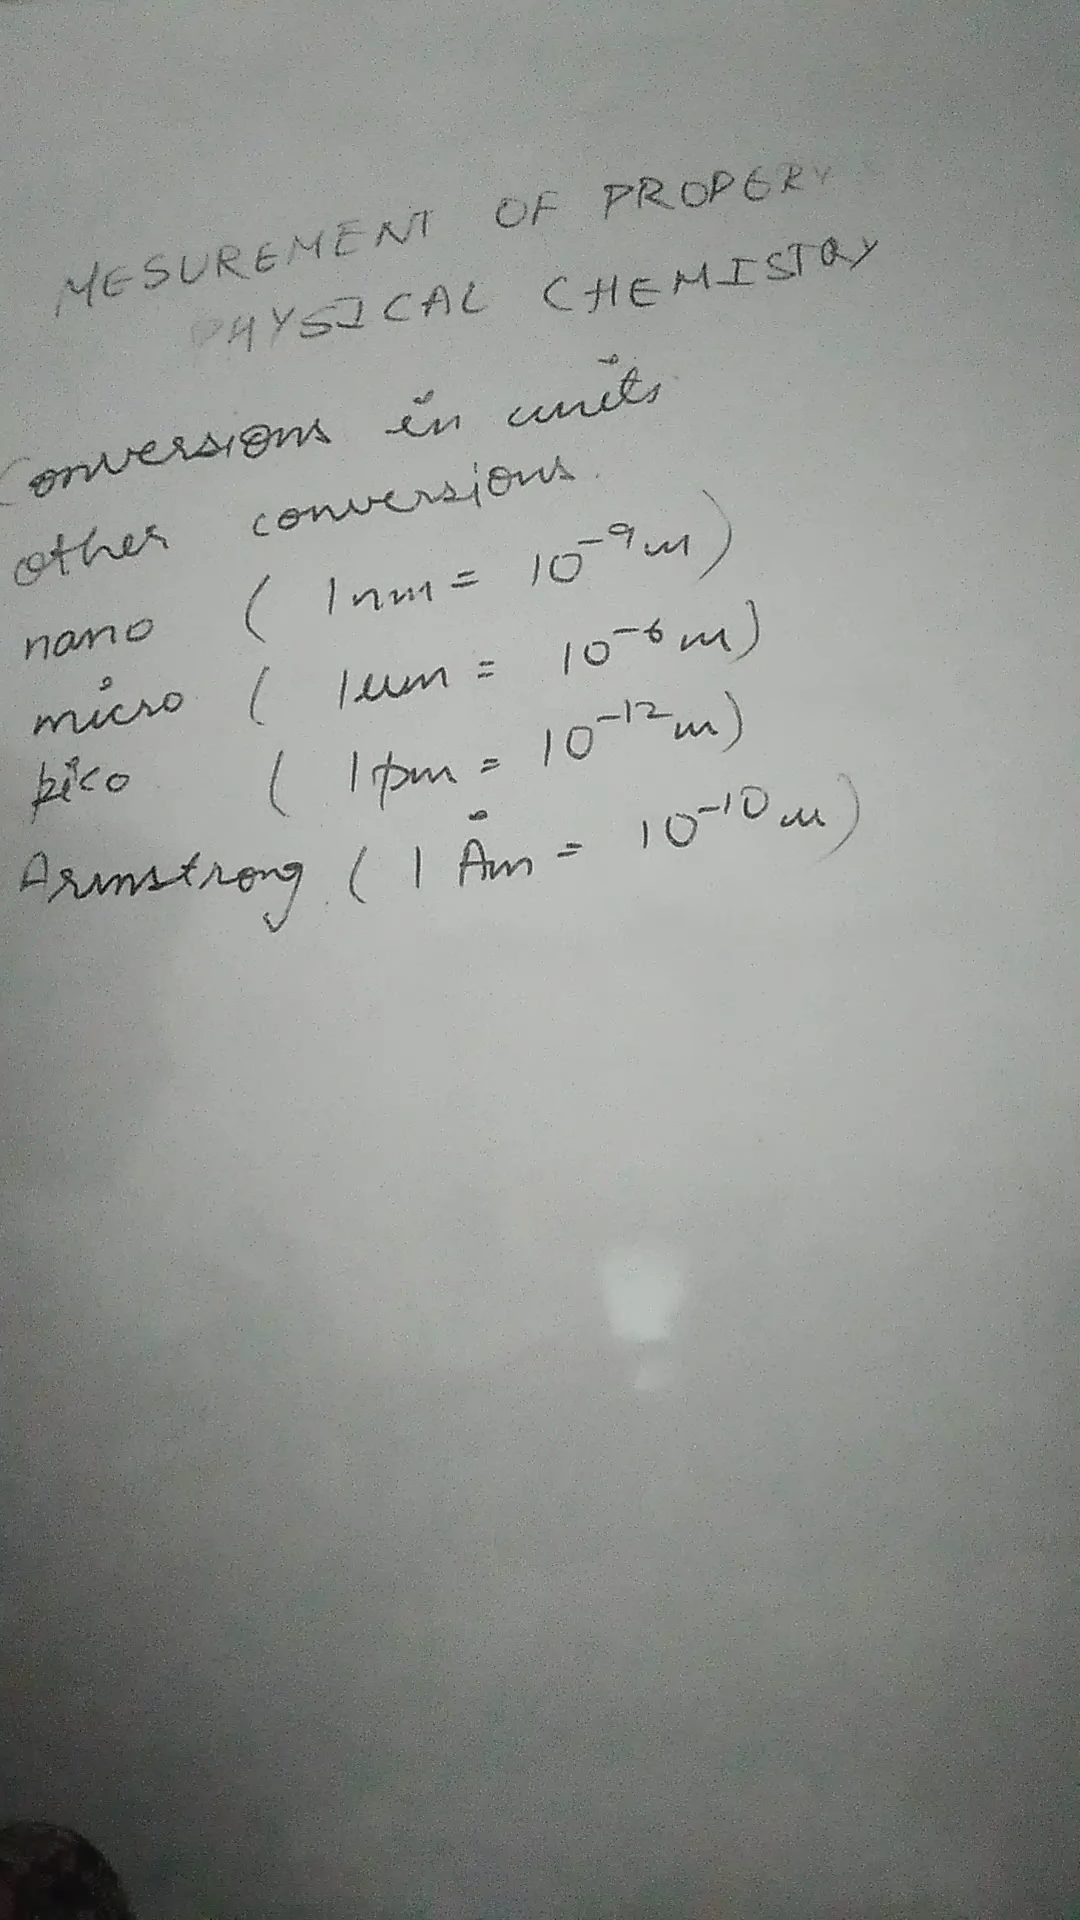 MESUREMENT OF PROPERY
PHYSICAL CHEMISTRY
Conversions in units
other conversions.
nano ( 1nm = 10⁻⁹m)
micro ( 1um = 10⁻⁶m)
pico ( 1pm = 10⁻¹²m)
Armstrong ( 1 Åm = 10⁻¹⁰m)